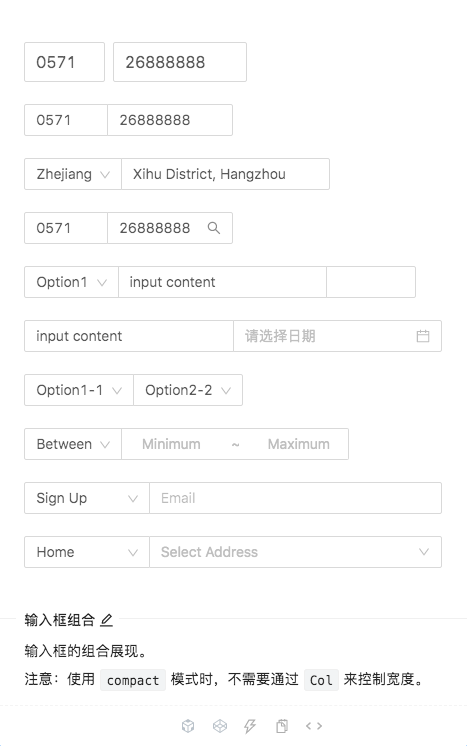 0571 26888888
0571 26888888
Zhejiang Xihu District, Hangzhou
0571 26888888
Option1 input content
input content 请选择日期
Option1-1 Option2-2
Between Minimum ~ Maximum
Sign Up Email
Home Select Address
输入框组合
输入框的组合展现。
注意：使用 compact 模式时，不需要通过 Col 来控制宽度。